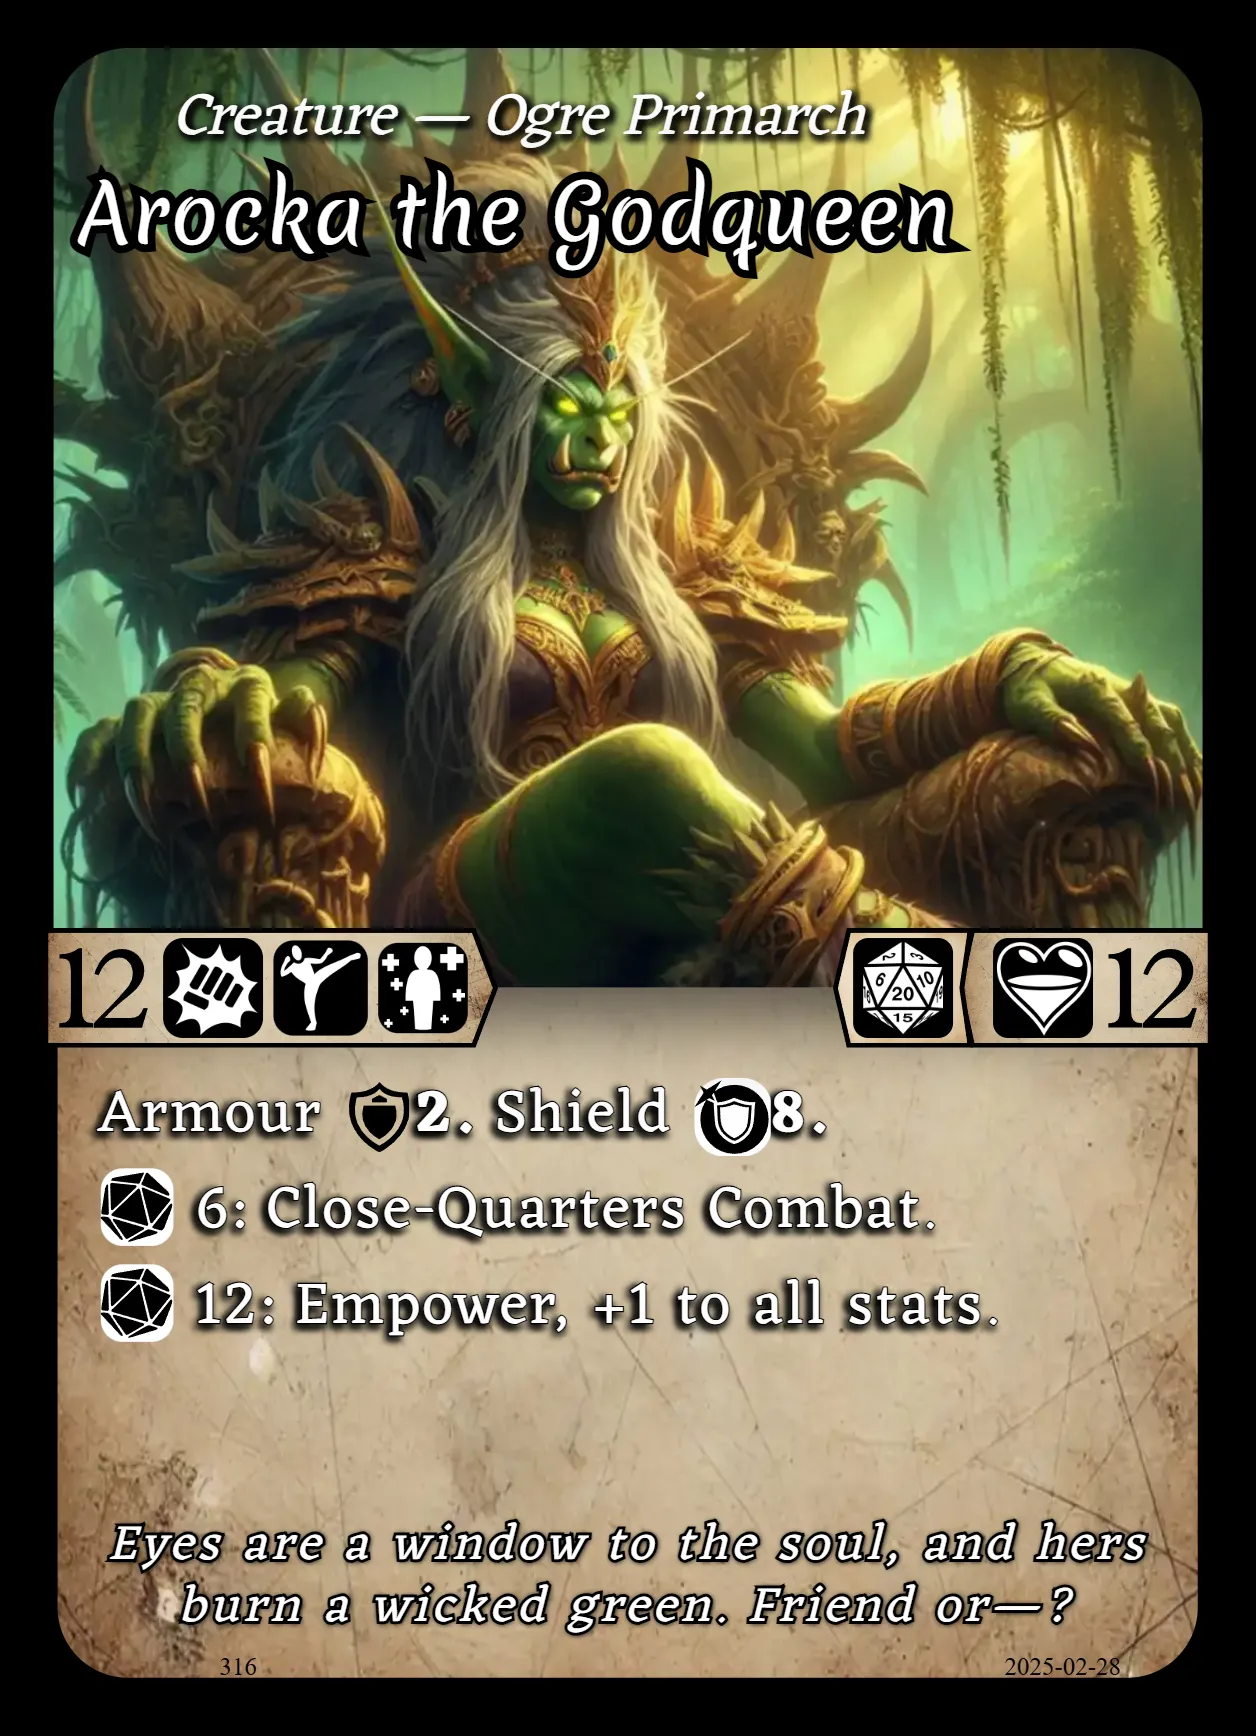 Creature — Ogre Primarch
Arocka the Godqueen
12
20
12
Armour 2. Shield 8.
6: Close-Quarters Combat.
12: Empower, +1 to all stats.
Eyes are a window to the soul, and hers
burn a wicked green. Friend or—?
316
2025-02-28